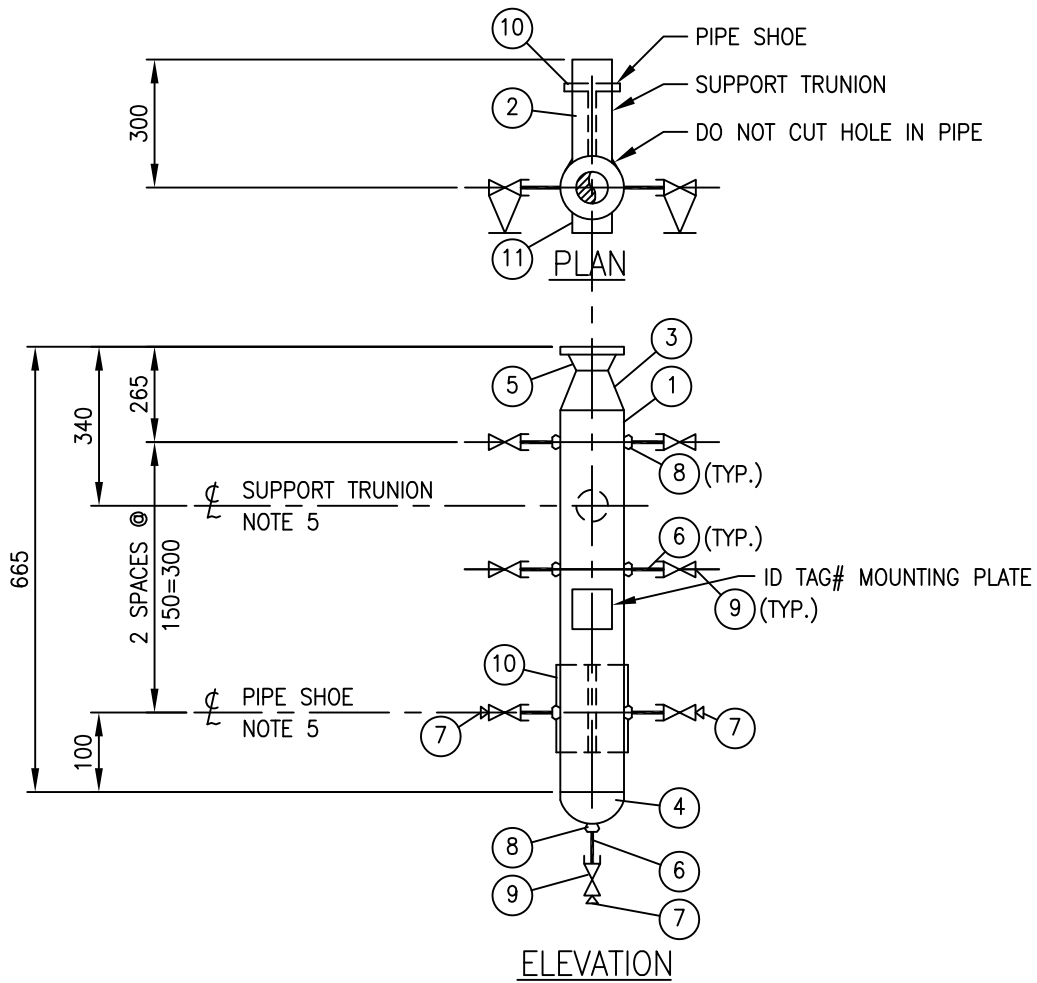 10
PIPE SHOE
2
SUPPORT TRUNION
300
DO NOT CUT HOLE IN PIPE
11
PLAN
3
5
1
265
340
8 (TYP.)
℄ SUPPORT TRUNION
NOTE 5
2 SPACES @
150=300
6 (TYP.)
665
ID TAG# MOUNTING PLATE
9 (TYP.)
10
℄ PIPE SHOE
NOTE 5
7
7
100
4
8
6
9
7
ELEVATION